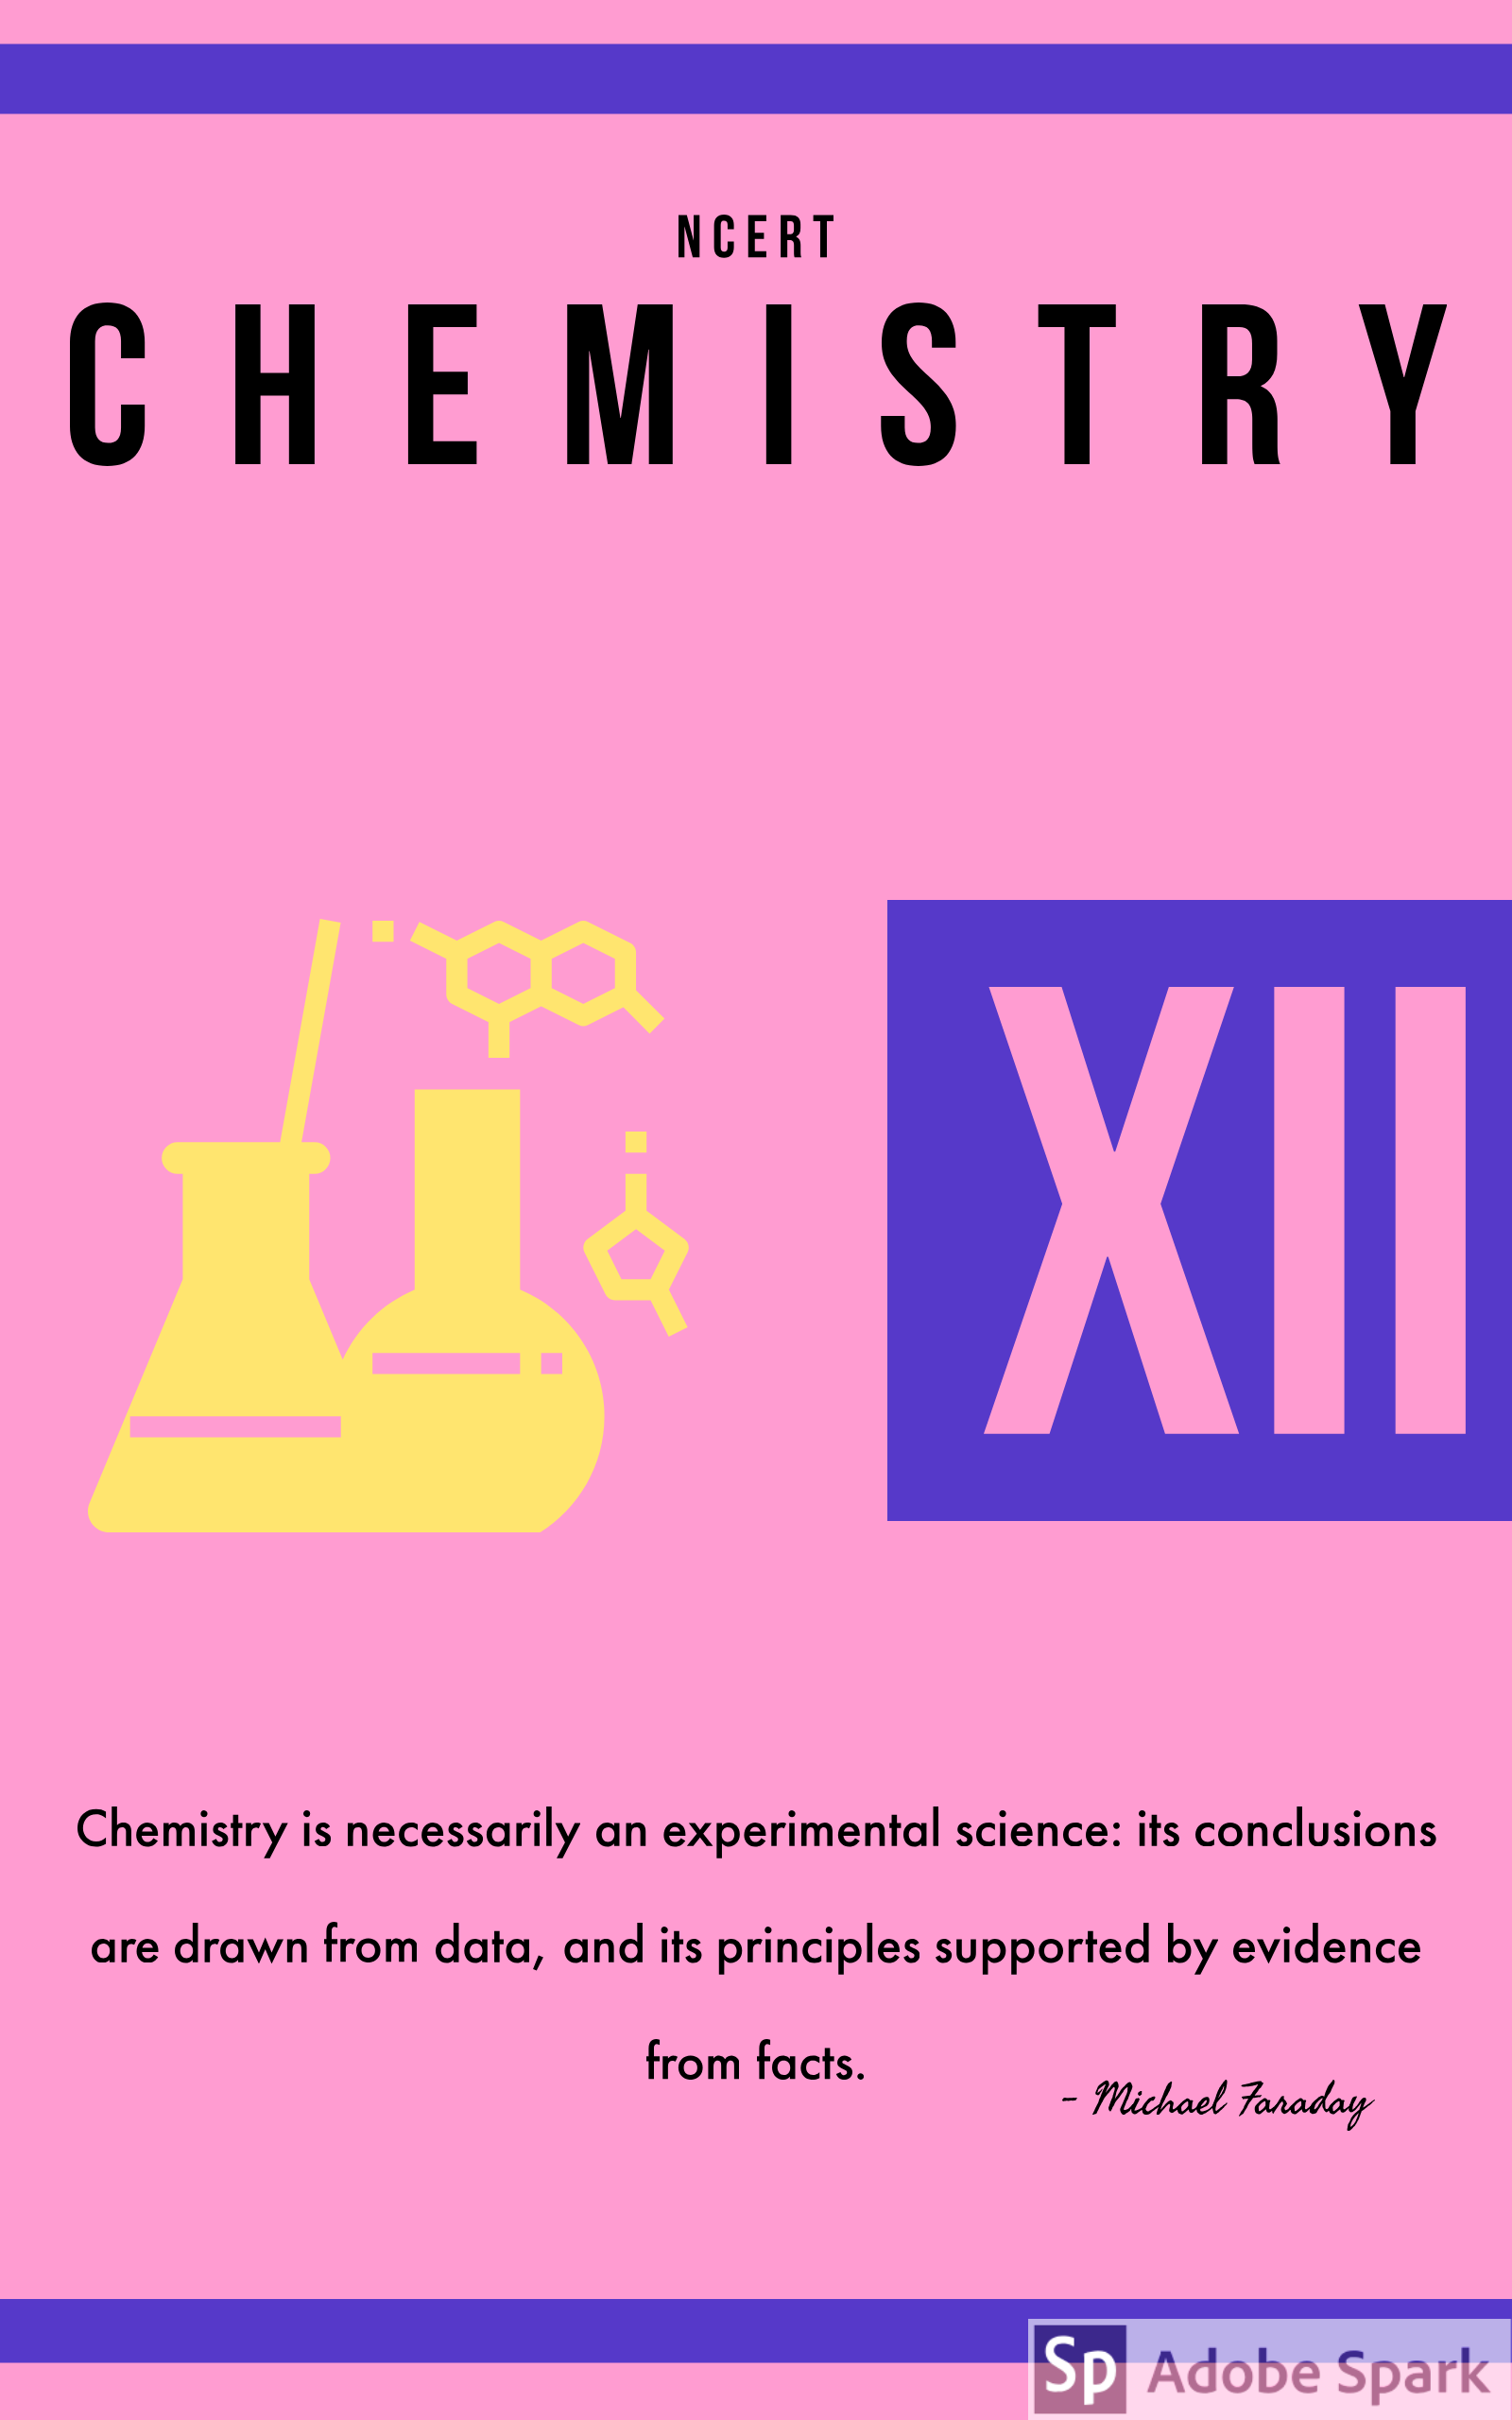 NCERT
CHEMISTRY
XII
Chemistry is necessarily an experimental science: its conclusions
are drawn from data, and its principles supported by evidence
from facts.
- Michael Faraday
Sp Adobe Spark